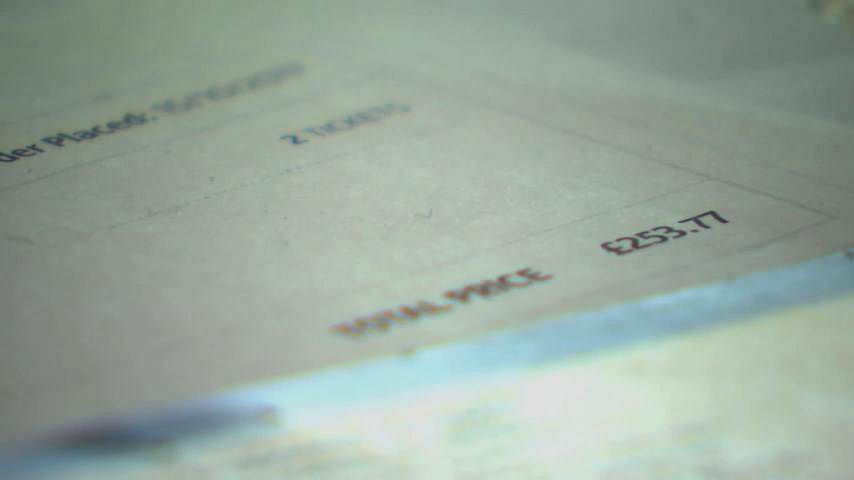 der Placed:
2 TICKETS
TOTAL PRICE £253.77